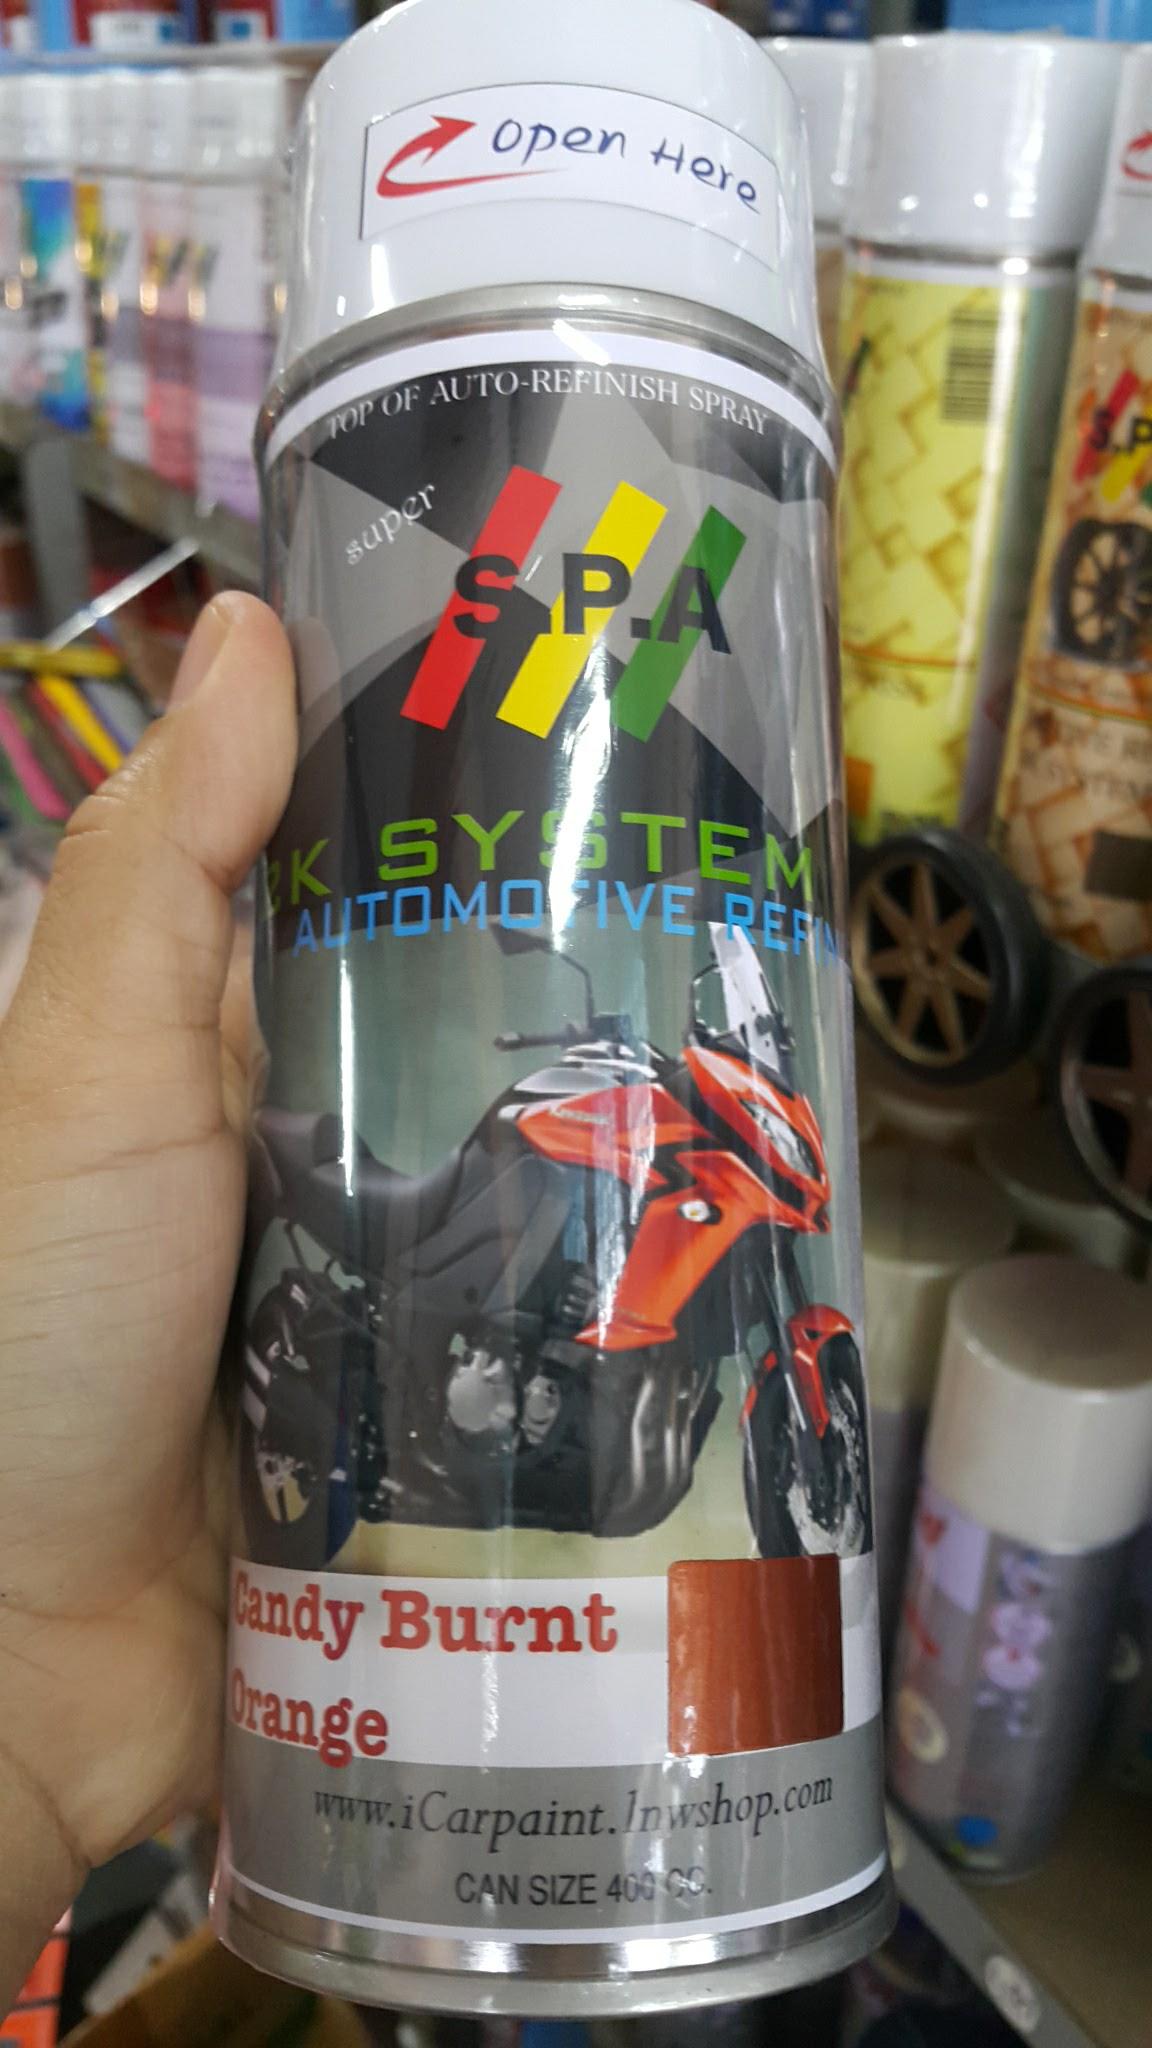 Open Here
TOP OF AUTO-REFINISH SPRAY
super
S.P.A
K SYSTEM
AUTOMOTIVE REFIN
Kawasaki
Candy Burnt
Orange
www.iCarpaint.lnwshop.com
CAN SIZE 400 CC.
S.P